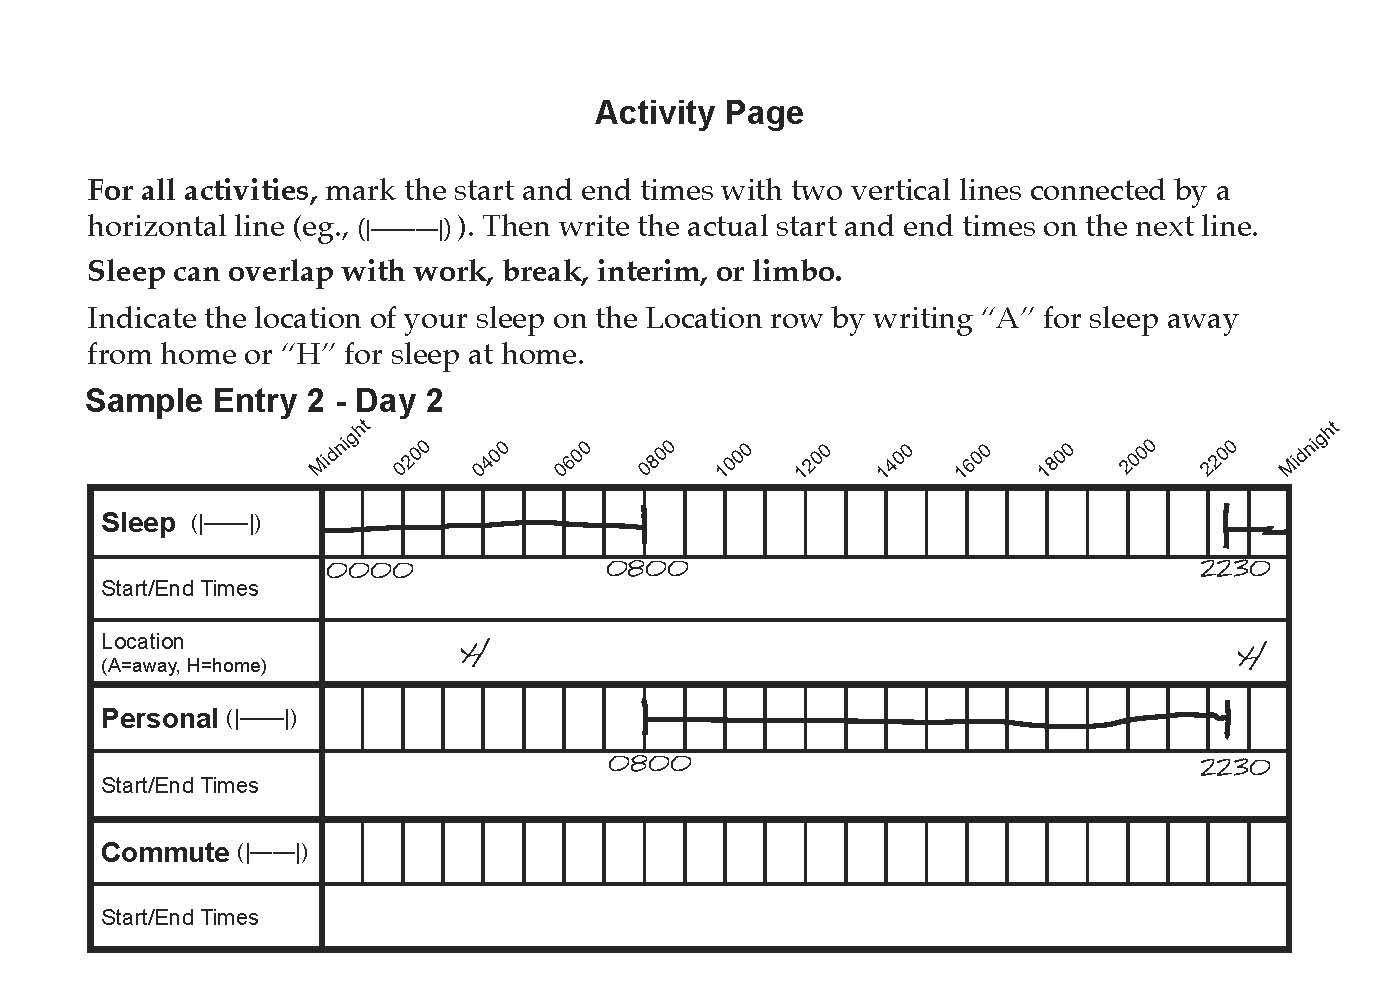 Activity Page
For all activities, mark the start and end times with two vertical lines connected by a
horizontal line (eg., (|——|) ). Then write the actual start and end times on the next line.
Sleep can overlap with work, break, interim, or limbo.
Indicate the location of your sleep on the Location row by writing “A” for sleep away
from home or “H” for sleep at home.
Sample Entry 2 - Day 2
Midnight 0200 0400 0600 0800 1000 1200 1400 1600 1800 2000 2200 Midnight
Sleep (|——|)
Start/End Times 0000 0800 2230
Location
(A=away, H=home) H H
Personal (|——|)
Start/End Times 0800 2230
Commute (|——|)
Start/End Times